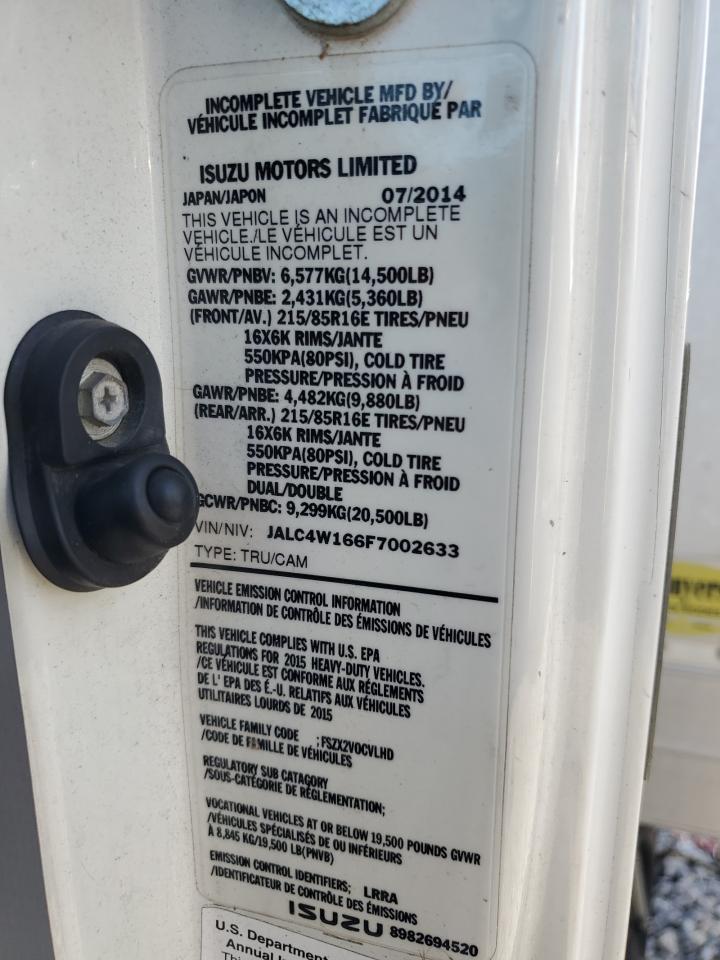 INCOMPLETE VEHICLE MFD BY/
VÉHICULE INCOMPLET FABRIQUÉ PAR
ISUZU MOTORS LIMITED
JAPAN/JAPON 07/2014
THIS VEHICLE IS AN INCOMPLETE
VEHICLE./LE VÉHICULE EST UN
VÉHICULE INCOMPLET.
GVWR/PNBV: 6,577KG(14,500LB)
GAWR/PNBE: 2,431KG(5,360LB)
(FRONT/AV.) 215/85R16E TIRES/PNEU
16X6K RIMS/JANTE
550KPA(80PSI), COLD TIRE
PRESSURE/PRESSION À FROID
GAWR/PNBE: 4,482KG(9,880LB)
(REAR/ARR.) 215/85R16E TIRES/PNEU
16X6K RIMS/JANTE
550KPA(80PSI), COLD TIRE
PRESSURE/PRESSION À FROID
DUAL/DOUBLE
GCWR/PNBC: 9,299KG(20,500LB)
VIN/NIV: JALC4W166F7002633
TYPE: TRU/CAM
VEHICLE EMISSION CONTROL INFORMATION
/INFORMATION DE CONTRÔLE DES ÉMISSIONS DE VÉHICULES
THIS VEHICLE COMPLIES WITH U.S. EPA
REGULATIONS FOR 2015 HEAVY-DUTY VEHICLES.
/CE VÉHICULE EST CONFORME AUX RÉGLEMENTS
DE L' EPA DES É.-U. RELATIFS AUX VÉHICULES
UTILITAIRES LOURDS DE 2015
VEHICLE FAMILY CODE ; FSZX2VOCVLHD
/CODE DE FAMILLE DE VÉHICULES
REGULATORY SUB CATAGORY
/SOUS-CATÉGORIE DE RÉGLEMENTATION;
VOCATIONAL VEHICLES AT OR BELOW 19,500 POUNDS GVWR
/VÉHICULES SPÉCIALISÉS DE OU INFÉRIEURS
À 8,845 KG/19,500 LB(PNVB)
EMISSION CONTROL IDENTIFIERS; LRRA
/IDENTIFICATEUR DE CONTRÔLE DES ÉMISSIONS
ISUZU 8982694520
U.S. Department
Annual